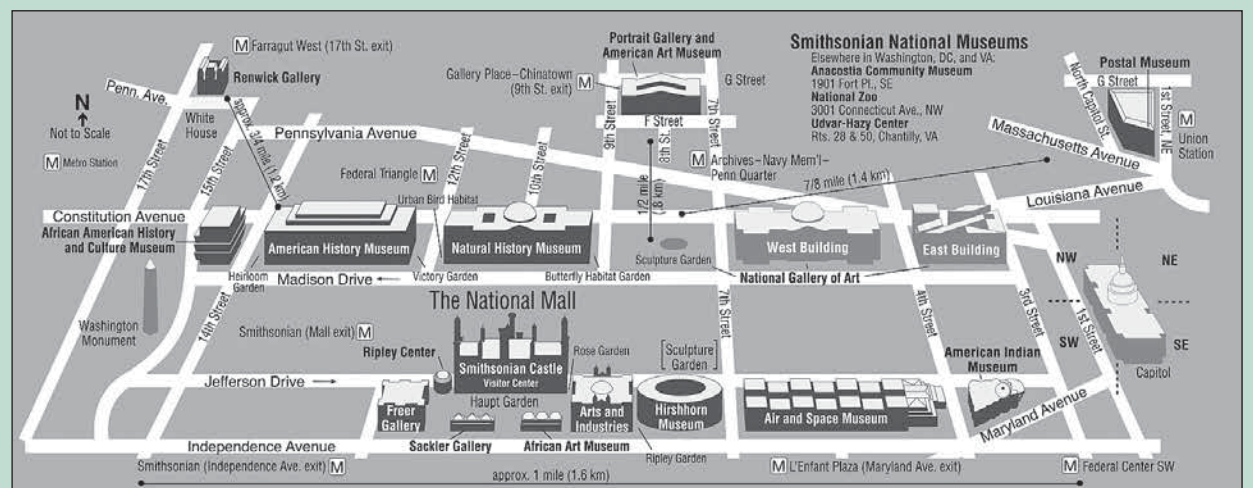 M Farragut West (17th St. exit)
Renwick Gallery
Penn. Ave.
White
House
N
Not to Scale
M Metro Station
17th Street
15th Street
approx. 3/4 mile (1.2 km)
Pennsylvania Avenue
Portrait Gallery and
American Art Museum
Gallery Place–Chinatown
(9th St. exit) M
G Street
F Street
9th Street
8th St.
7th Street
Smithsonian National Museums
Elsewhere in Washington, DC, and VA:
Anacostia Community Museum
1901 Fort Pl., SE
National Zoo
3001 Connecticut Ave., NW
Udvar-Hazy Center
Rts. 28 & 50, Chantilly, VA
Postal Museum
G Street
North Capitol St.
1st Street, NE
M
Union
Station
Massachusetts Avenue
Louisiana Avenue
M Archives–Navy Mem'l–
Penn Quarter
7/8 mile (1.4 km)
1/2 mile
(.8 km)
Federal Triangle M
12th Street
10th Street
Urban Bird Habitat
Constitution Avenue
African American History
and Culture Museum
American History Museum
Natural History Museum
Sculpture Garden
West Building
East Building
National Gallery of Art
Heirloom
Garden
Victory Garden
Butterfly Habitat Garden
Madison Drive
14th Street
7th Street
4th Street
3rd Street
1st Street
NW
NE
SW
SE
Capitol
Washington
Monument
The National Mall
Smithsonian (Mall exit) M
Ripley Center
Smithsonian Castle
Visitor Center
Rose Garden
[Sculpture
Garden]
American Indian
Museum
Jefferson Drive
Freer
Gallery
Haupt Garden
Arts and
Industries
Hirshhorn
Museum
Air and Space Museum
Maryland Avenue
Sackler Gallery
African Art Museum
Ripley Garden
Independence Avenue
Smithsonian (Independence Ave. exit) M
M L'Enfant Plaza (Maryland Ave. exit)
M Federal Center SW
approx. 1 mile (1.6 km)